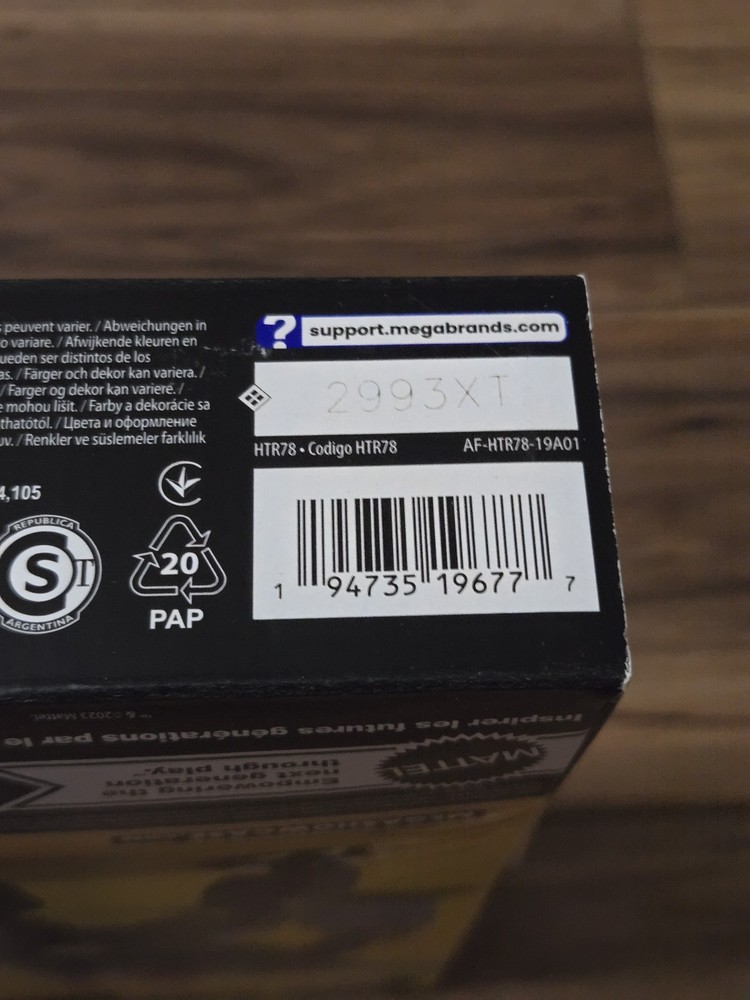 s peuvent varier. / Abweichungen in
o variare. / Afwijkende kleuren en
ueden ser distintos de los
as. / Färger och dekor kan variera. /
/ Farger og dekor kan variere. /
e mohou lišit. / Farby a dekorácie sa
thatótól. / Цвета и оформление
uv. / Renkler ve süslemeler farklılık
4,105
REPUBLICA
S T
ARGENTINA
20
PAP
? support.megabrands.com
2993XT
HTR78 • Codigo HTR78 AF-HTR78-19A01
1 94735 19677 7
™ & ©2023 Mattel
Inspirer les futures générations par le
MATTEL
Empowering the
next generation
through play.™